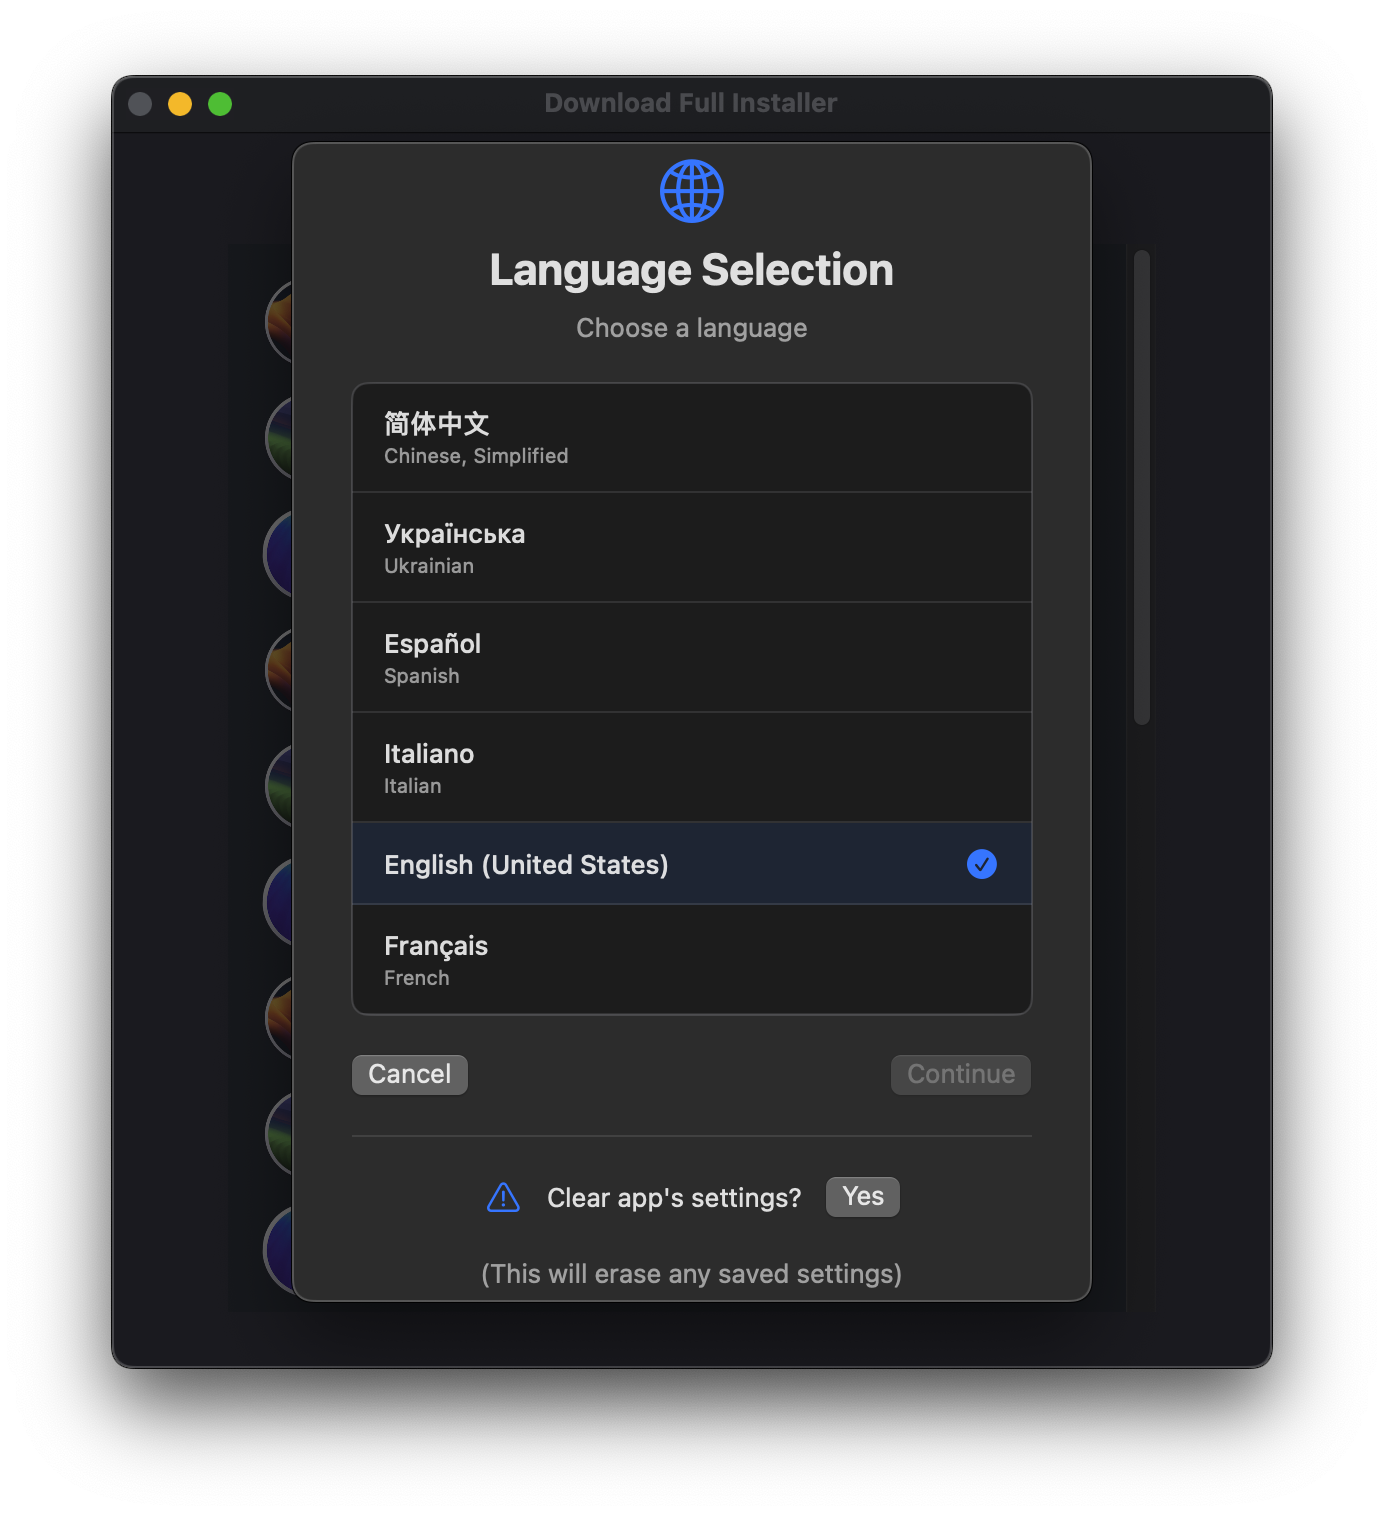 Download Full Installer
Language Selection
Choose a language
简体中文
Chinese, Simplified
Українська
Ukrainian
Español
Spanish
Italiano
Italian
English (United States)
Français
French
Cancel
Continue
Clear app's settings?
Yes
(This will erase any saved settings)